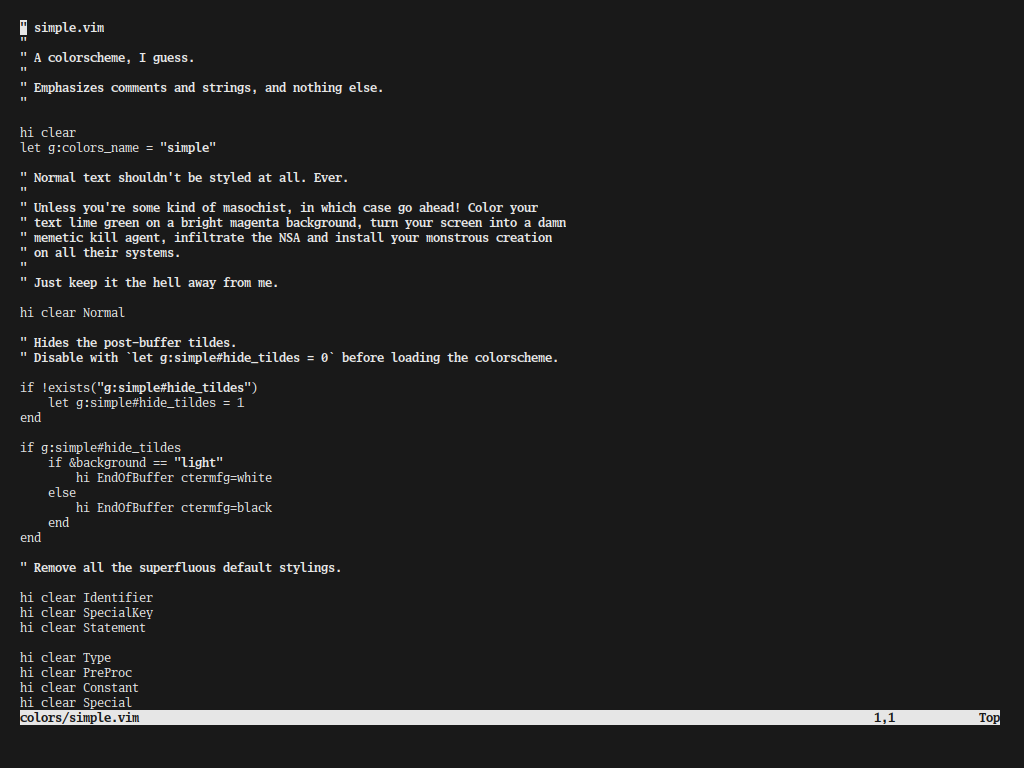 " simple.vim
"
" A colorscheme, I guess.
"
" Emphasizes comments and strings, and nothing else.
"
hi clear
let g:colors_name = "simple"
" Normal text shouldn't be styled at all. Ever.
"
" Unless you're some kind of masochist, in which case go ahead! Color your
" text lime green on a bright magenta background, turn your screen into a damn
" memetic kill agent, infiltrate the NSA and install your monstrous creation
" on all their systems.
"
" Just keep it the hell away from me.
hi clear Normal
" Hides the post-buffer tildes.
" Disable with `let g:simple#hide_tildes = 0` before loading the colorscheme.
if !exists("g:simple#hide_tildes")
    let g:simple#hide_tildes = 1
end
if g:simple#hide_tildes
    if &background == "light"
        hi EndOfBuffer ctermfg=white
    else
        hi EndOfBuffer ctermfg=black
    end
end
" Remove all the superfluous default stylings.
hi clear Identifier
hi clear SpecialKey
hi clear Statement
hi clear Type
hi clear PreProc
hi clear Constant
hi clear Special
colors/simple.vim 1,1 Top